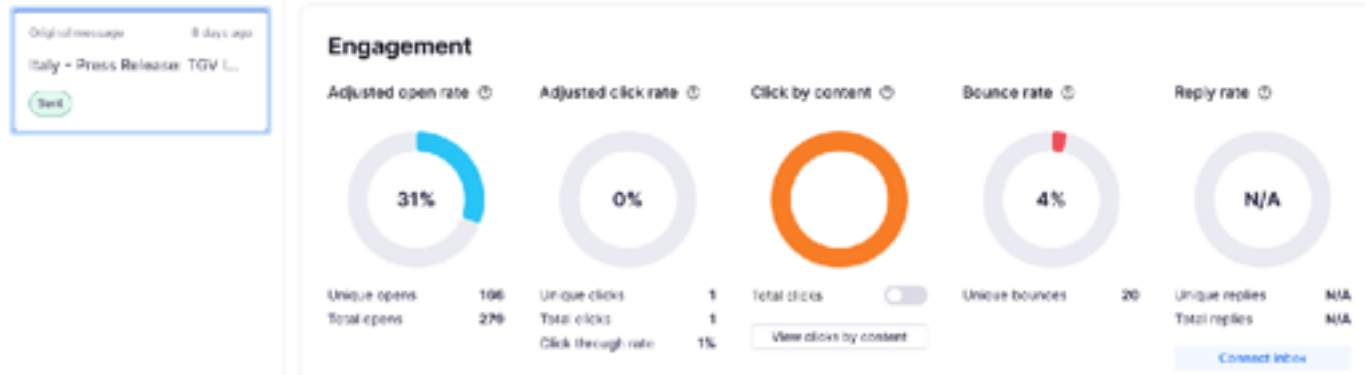 Original message 8 days ago
Italy - Press Release: TGV I...
Sent
Engagement
Adjusted open rate
31%
Unique opens 166
Total opens 279
Adjusted click rate
0%
Unique clicks 1
Total clicks 1
Click through rate 1%
Click by content
Total clicks
View clicks by content
Bounce rate
4%
Unique bounces 20
Reply rate
N/A
Unique replies N/A
Total replies N/A
Connect inbox